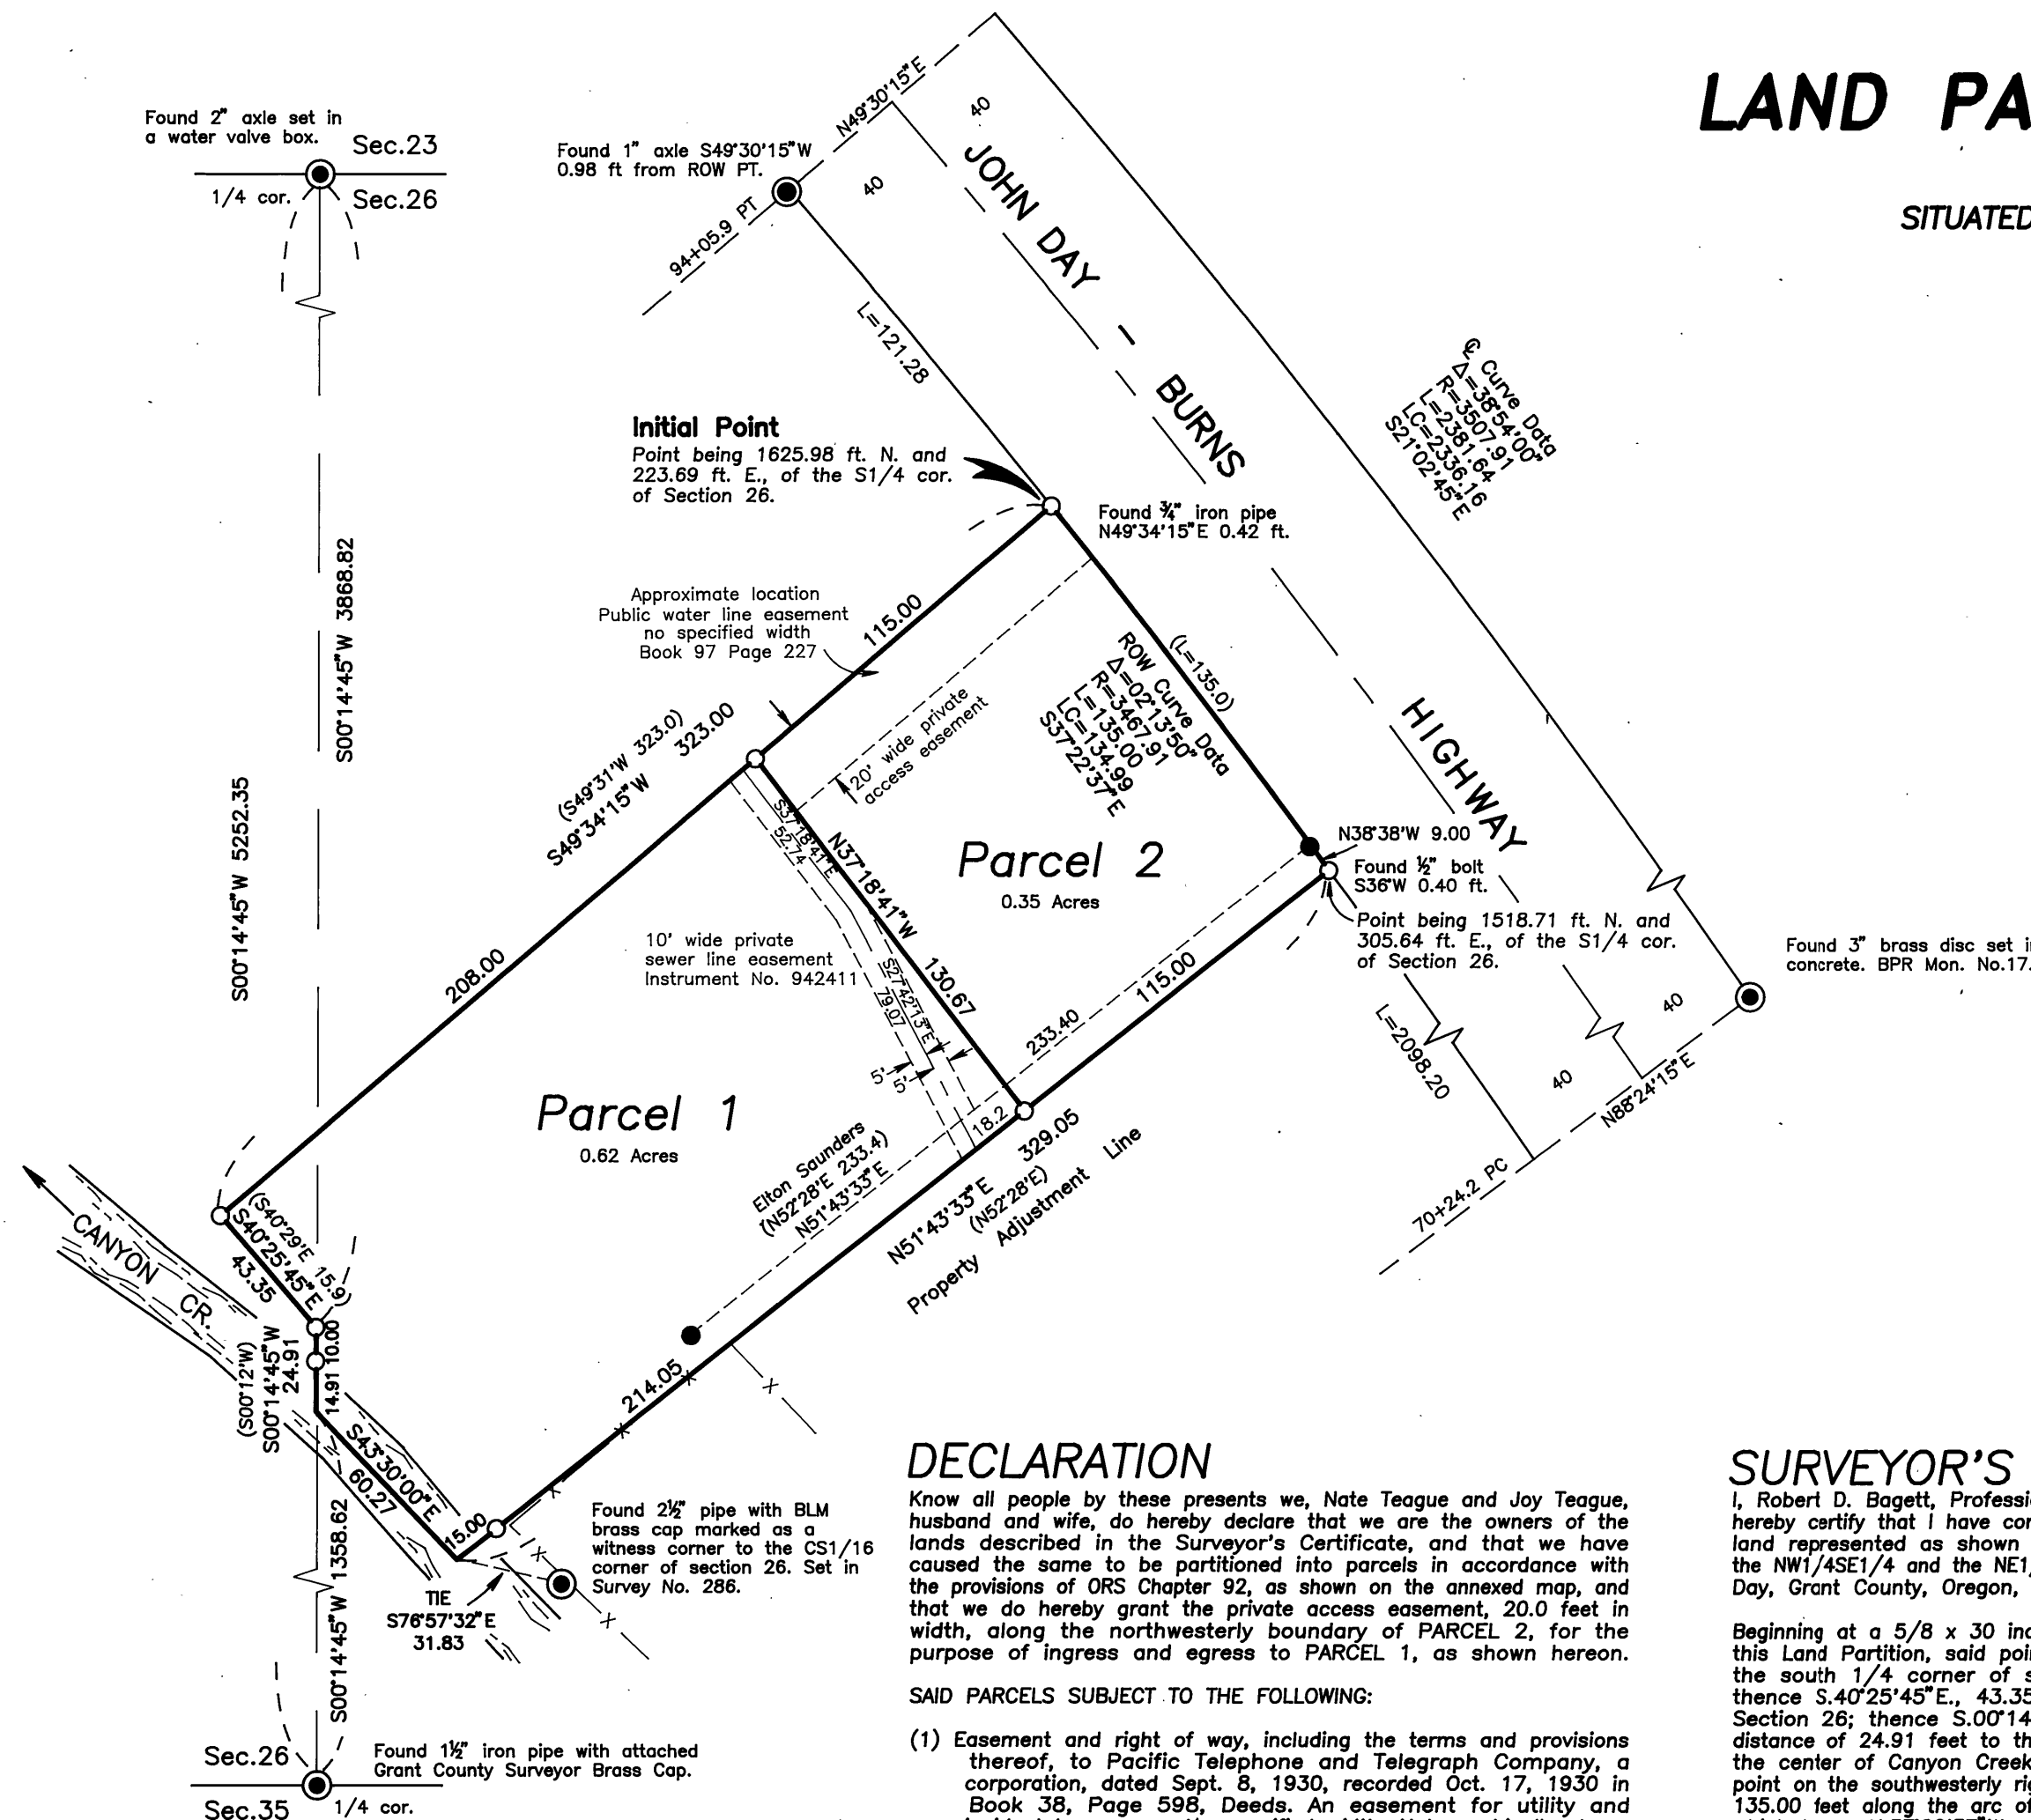 LAND PA
SITUATED
Found 2" axle set in
a water valve box.
Sec.23
1/4 cor.
Sec.26
Found 1" axle S49°30'15"W
0.98 ft from ROW PT.
N49°30'15"E
40
40
94+05.9 PT
JOHN DAY - BURNS HIGHWAY
L=121.28
℄ Curve Data
Δ=38°54'00"
R=3507.91
L=2381.64
LC=2336.16
S21°02'45"E
Initial Point
Point being 1625.98 ft. N. and
223.69 ft. E., of the S1/4 cor.
of Section 26.
Found ¾" iron pipe
N49°34'15"E 0.42 ft.
S00°14'45"W 3868.82
S00°14'45"W 5252.35
Approximate location
Public water line easement
no specified width
Book 97 Page 227
115.00
(S49°31'W 323.0)
S49°34'15"W 323.00
208.00
20' wide private
access easement
ROW Curve Data
Δ=02°13'50"
R=3467.91
L=135.00
LC=134.99
S37°22'37"E
(L=135.0)
S37°18'41"E
52.74
N37°18'41"W 130.67
Parcel 2
0.35 Acres
N38°38'W 9.00
Found ½" bolt
S36°W 0.40 ft.
Point being 1518.71 ft. N. and
305.64 ft. E., of the S1/4 cor.
of Section 26.
Found 3" brass disc set i
concrete. BPR Mon. No.17.
10' wide private
sewer line easement
Instrument No. 942411
S27°42'13"E
79.07
5'
5'
233.40
115.00
18.2
L=2098.20
40
40
N88°24'15"E
70+24.2 PC
Parcel 1
0.62 Acres
Elton Saunders
(N52°28'E 233.4)
N51°43'33"E
N51°43'33"E 329.05
(N52°28'E)
Property Adjustment Line
CANYON CR.
(S40°29'E 15.9)
S40°25'45"E
43.35
(S00°12'W)
S00°14'45"W
24.91
14.91 10.00
214.05
S43°30'00"E
60.27
15.00
TIE
S76°57'32"E
31.83
Found 2½" pipe with BLM
brass cap marked as a
witness corner to the CS1/16
corner of section 26. Set in
Survey No. 286.
S00°14'45"W 1358.62
Sec.26
Sec.35
1/4 cor.
Found 1½" iron pipe with attached
Grant County Surveyor Brass Cap.
DECLARATION
Know all people by these presents we, Nate Teague and Joy Teague,
husband and wife, do hereby declare that we are the owners of the
lands described in the Surveyor's Certificate, and that we have
caused the same to be partitioned into parcels in accordance with
the provisions of ORS Chapter 92, as shown on the annexed map, and
that we do hereby grant the private access easement, 20.0 feet in
width, along the northwesterly boundary of PARCEL 2, for the
purpose of ingress and egress to PARCEL 1, as shown hereon.
SAID PARCELS SUBJECT TO THE FOLLOWING:
(1) Easement and right of way, including the terms and provisions
thereof, to Pacific Telephone and Telegraph Company, a
corporation, dated Sept. 8, 1930, recorded Oct. 17, 1930 in
Book 38, Page 598, Deeds. An easement for utility and
SURVEYOR'S
I, Robert D. Bagett, Professi
hereby certify that I have cor
land represented as shown
the NW1/4SE1/4 and the NE1/
Day, Grant County, Oregon,
Beginning at a 5/8 x 30 inc
this Land Partition, said poi
the south 1/4 corner of s
thence S.40°25'45"E., 43.35
Section 26; thence S.00°14
distance of 24.91 feet to th
the center of Canyon Creek
point on the southwesterly ri
135.00 feet along the arc of